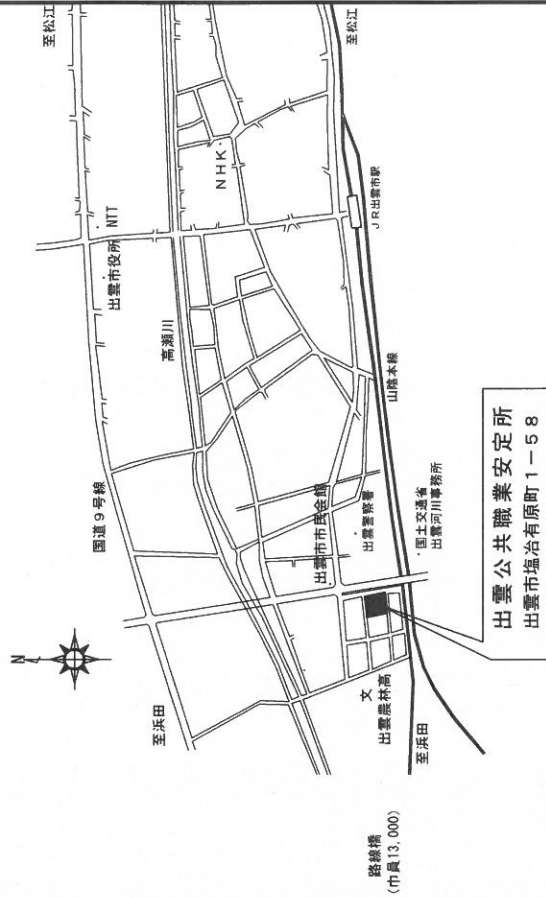 N
至松江
国道9号線
至浜田
出雲市役所
NTT
高瀬川
NHK
至松江
JR出雲市駅
山陰本線
出雲市市民会館
出雲警察署
国土交通省
出雲河川事務所
文
出雲農林高
至浜田
路線橋
(巾員13,000)
出雲公共職業安定所
出雲市塩冶有原町1-58